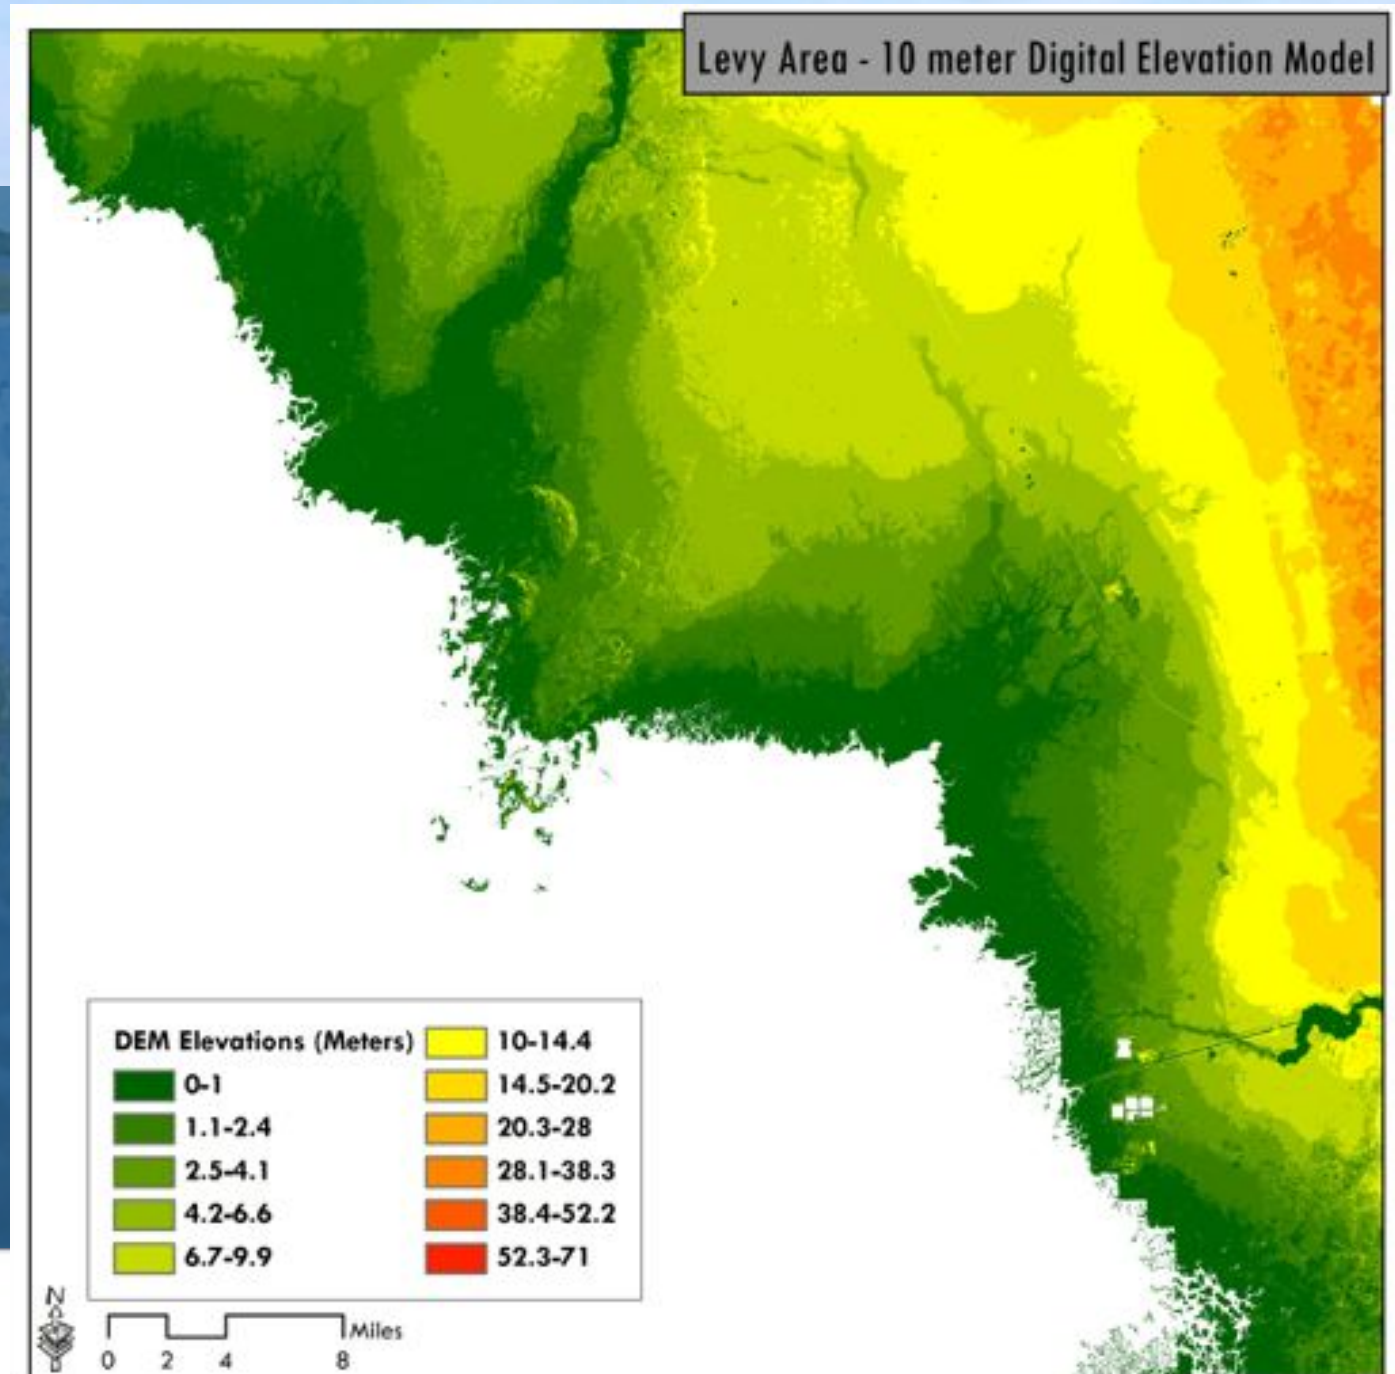 Levy Area - 10 meter Digital Elevation Model
DEM Elevations (Meters)
0-1
1.1-2.4
2.5-4.1
4.2-6.6
6.7-9.9
10-14.4
14.5-20.2
20.3-28
28.1-38.3
38.4-52.2
52.3-71
N
Miles
0 2 4 8